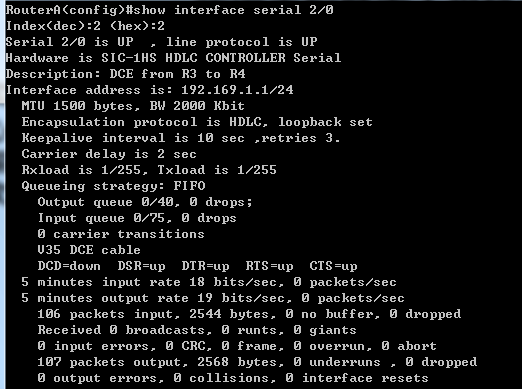 RouterA(config)#show interface serial 2/0
Index(dec):2 (hex):2
Serial 2/0 is UP  , line protocol is UP
Hardware is SIC-1HS HDLC CONTROLLER Serial
Description: DCE from R3 to R4
Interface address is: 192.169.1.1/24
  MTU 1500 bytes, BW 2000 Kbit
  Encapsulation protocol is HDLC, loopback set
  Keepalive interval is 10 sec ,retries 3.
  Carrier delay is 2 sec
  Rxload is 1/255, Txload is 1/255
  Queueing strategy: FIFO
    Output queue 0/40, 0 drops;
    Input queue 0/75, 0 drops
    0 carrier transitions
    V35 DCE cable
    DCD=down  DSR=up  DTR=up  RTS=up  CTS=up
  5 minutes input rate 18 bits/sec, 0 packets/sec
  5 minutes output rate 19 bits/sec, 0 packets/sec
    106 packets input, 2544 bytes, 0 no buffer, 0 dropped
    Received 0 broadcasts, 0 runts, 0 giants
    0 input errors, 0 CRC, 0 frame, 0 overrun, 0 abort
    107 packets output, 2568 bytes, 0 underruns , 0 dropped
    0 output errors, 0 collisions, 0 interface resets